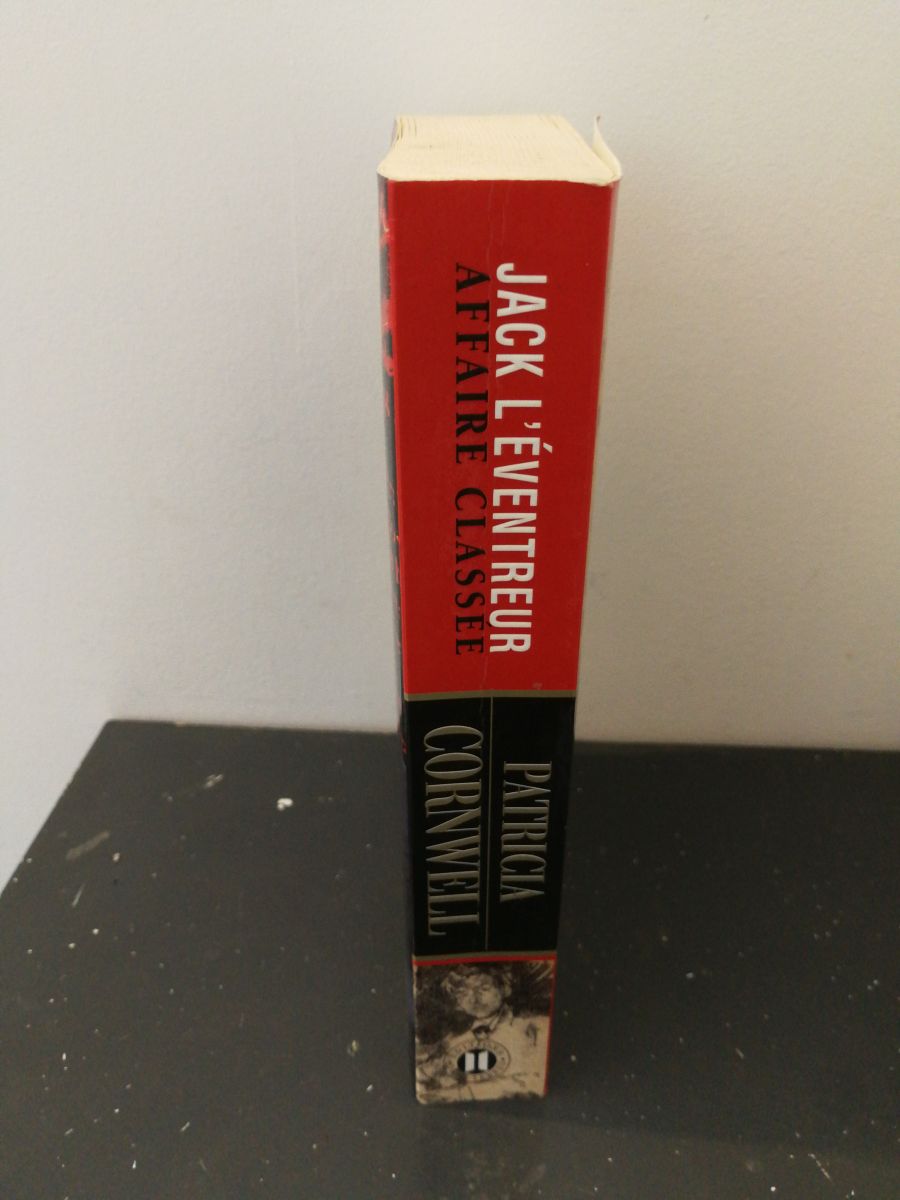 JACK L'ÉVENTREUR
AFFAIRE CLASSÉE
PATRICIA
CORNWELL